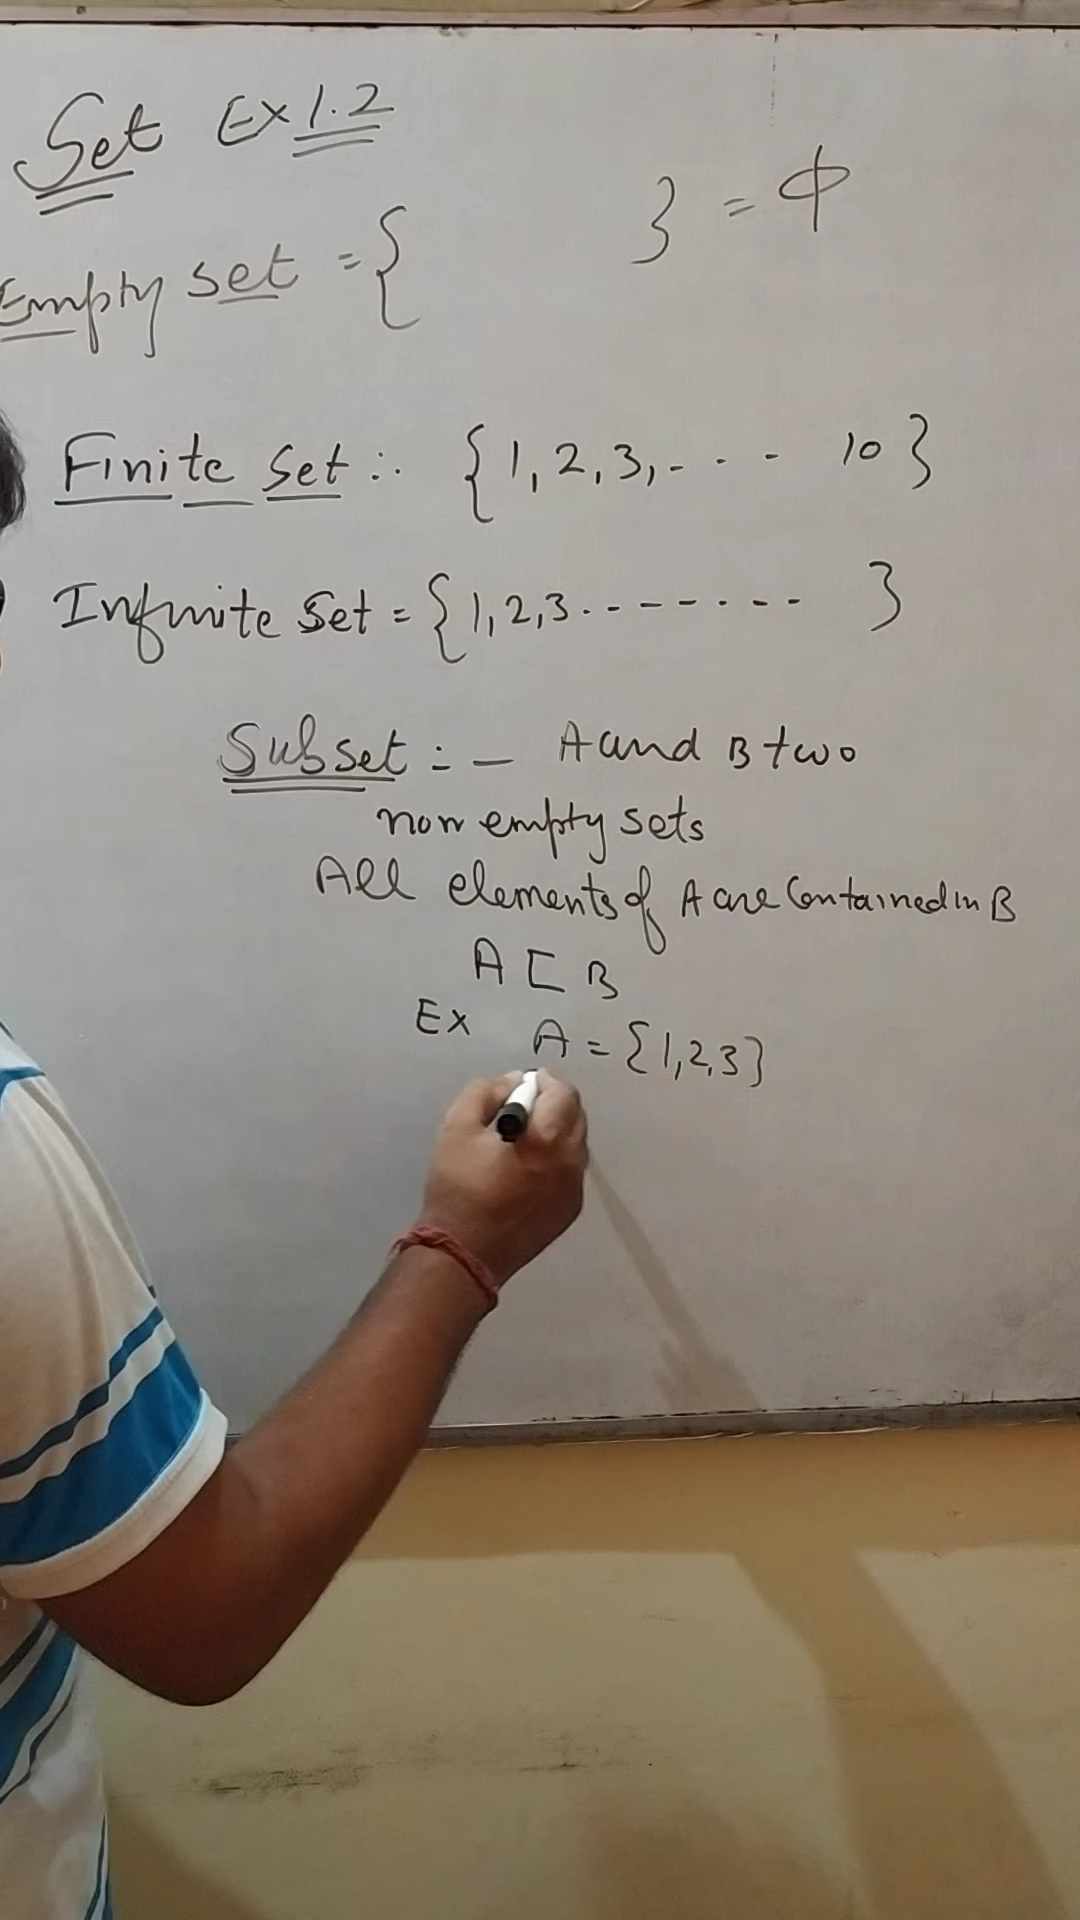 Set Ex 1.2
Empty set = { } = ϕ
Finite Set :. {1, 2, 3, - - - - 10}
Infinite Set = {1, 2, 3 - - - - - - - - }
Subset :- A and B two
non empty sets
All elements of A are Contained in B
A [ B
Ex A = {1, 2, 3}